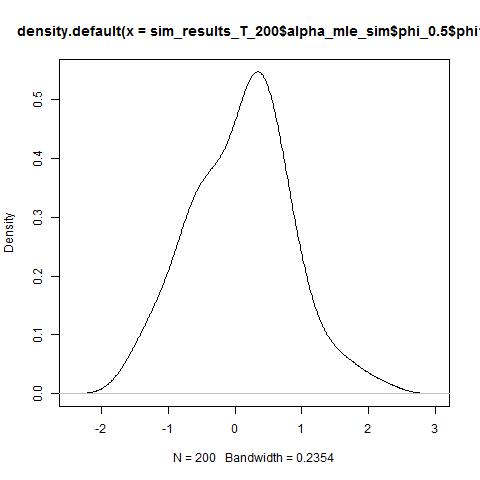 density.default(x = sim_results_T_200$alpha_mle_sim$phi_0.5$phi
Density
0.5
0.4
0.3
0.2
0.1
0.0
-2 -1 0 1 2 3
N = 200 Bandwidth = 0.2354